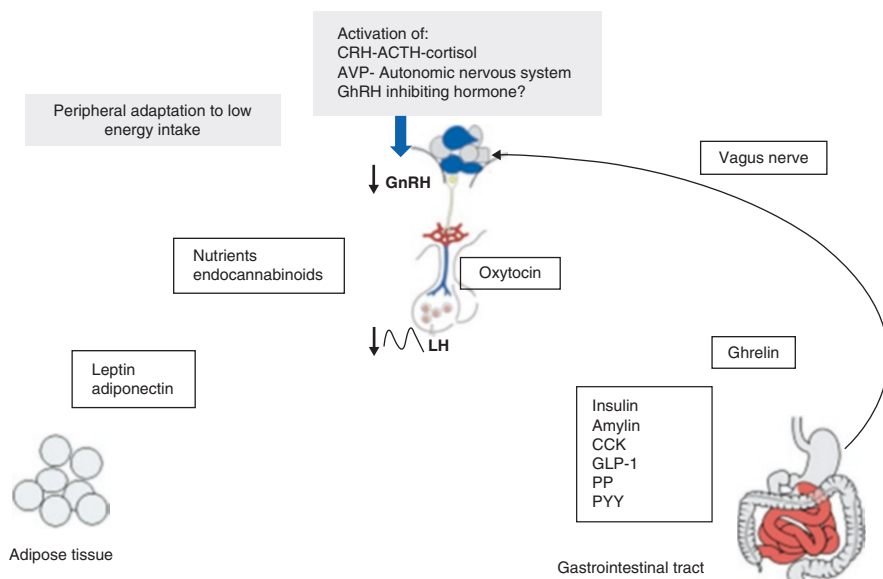 Activation of:
CRH-ACTH-cortisol
AVP- Autonomic nervous system
GhRH inhibiting hormone?
Peripheral adaptation to low
energy intake
Vagus nerve
GnRH
Nutrients
endocannabinoids
Oxytocin
LH
Ghrelin
Leptin
adiponectin
Insulin
Amylin
CCK
GLP-1
PP
PYY
Adipose tissue
Gastrointestinal tract